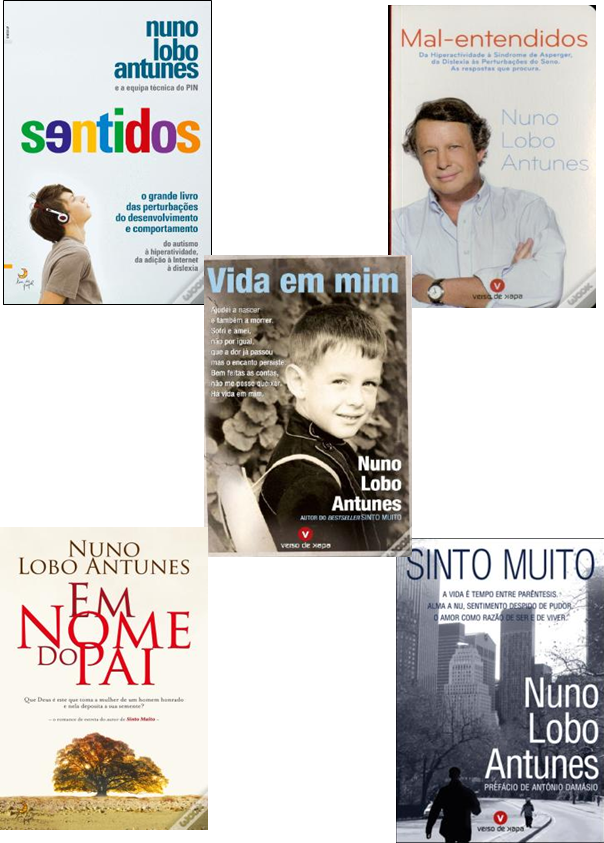 nuno
lobo
antunes
e a equipa técnica do PIN
sentidos
o grande livro
das perturbações
do desenvolvimento
e comportamento
do autismo
à hiperatividade,
da adição à Internet
à dislexia
Mal-entendidos
Da Hiperactividade à Síndrome de Asperger,
da Dislexia às Perturbações do Sono.
As respostas que procura.
Nuno
Lobo
Antunes
V
verso de kapa
WOOK
Vida em mim
Ajudei a nascer
e também a morrer.
Sofri e amei,
não por igual,
que a dor já passou
mas o encanto persiste.
Bem feitas as contas,
não me posso queixar.
Há vida em mim.
Nuno
Lobo
Antunes
AUTOR DO BESTSELLER SINTO MUITO
V
verso de kapa
NUNO
LOBO ANTUNES
EM
NOME
DO PAI
Que Deus é este que toma a mulher de um homem honrado
e nela deposita a sua semente?
– o romance de estreia do autor de Sinto Muito –
WOOK
SINTO MUITO
A VIDA É TEMPO ENTRE PARÊNTESIS.
ALMA A NU, SENTIMENTO DESPIDO DE PUDOR.
O AMOR COMO RAZÃO DE SER E DE VIVER.
Nuno
Lobo
Antunes
PREFÁCIO DE ANTÓNIO DAMÁSIO
V
verso de kapa
WOOK